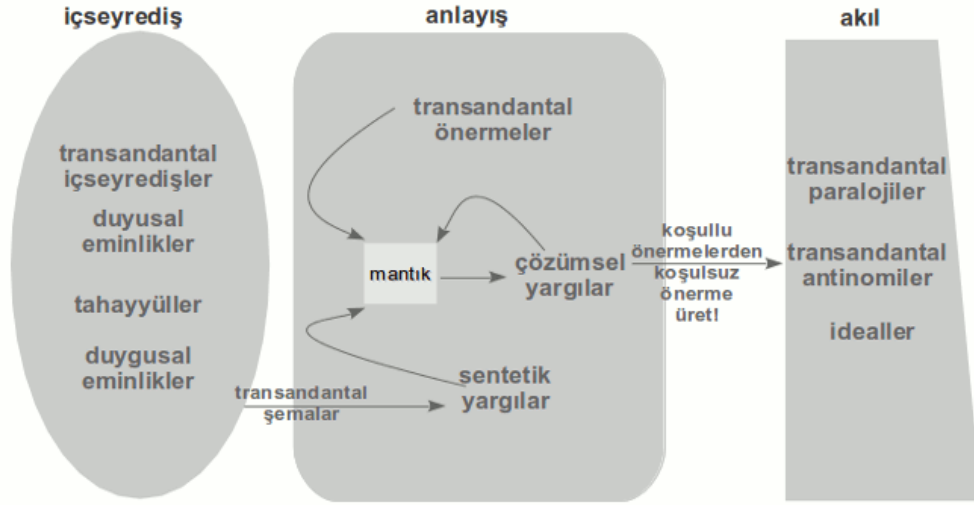 içseyrediş
anlayış
akıl
transandantal
içseyredişler
duyusal
eminlikler
tahayyüller
duygusal
eminlikler
transandantal
şemalar
transandantal
önermeler
mantık
çözümsel
yargılar
sentetik
yargılar
koşullu
önermelerden
koşulsuz
önerme
üret!
transandantal
paralojiler
transandantal
antinomiler
idealler